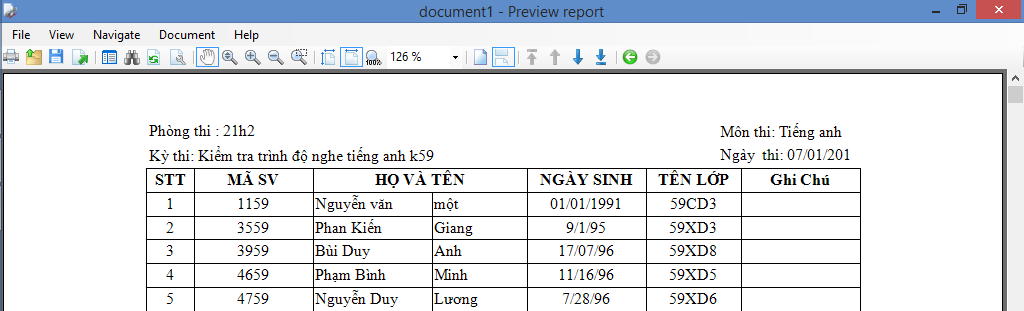 document1 - Preview report
File View Navigate Document Help
100% 126 %
Phòng thi : 21h2 Môn thi: Tiếng anh
Kỳ thi: Kiểm tra trình độ nghe tiếng anh k59 Ngày thi: 07/01/201
STT MÃ SV HỌ VÀ TÊN NGÀY SINH TÊN LỚP Ghi Chú
1 1159 Nguyễn văn một 01/01/1991 59CD3
2 3559 Phan Kiến Giang 9/1/95 59XD3
3 3959 Bùi Duy Anh 17/07/96 59XD8
4 4659 Phạm Bình Minh 11/16/96 59XD5
5 4759 Nguyễn Duy Lương 7/28/96 59XD6